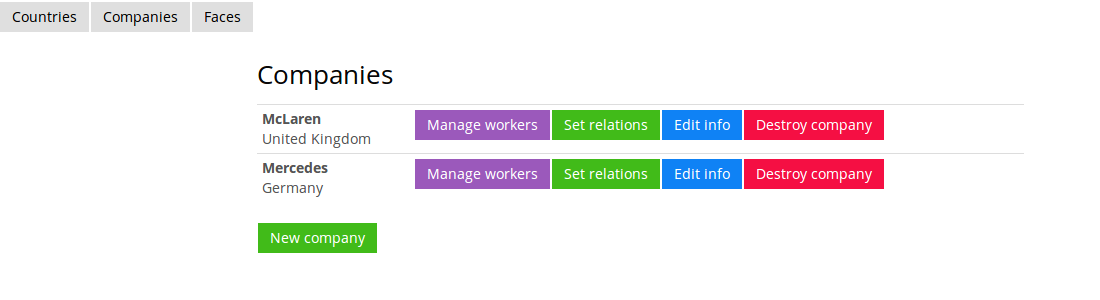 Countries Companies Faces
Companies
McLaren
United Kingdom
Manage workers Set relations Edit info Destroy company
Mercedes
Germany
Manage workers Set relations Edit info Destroy company
New company